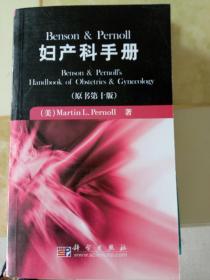 Benson & Pernoll
妇产科手册
Benson & Pernoll's
Handbook of Obstetrics & Gynecology
(原书第十版)
(美) Martin L. Pernoll 著
科学出版社